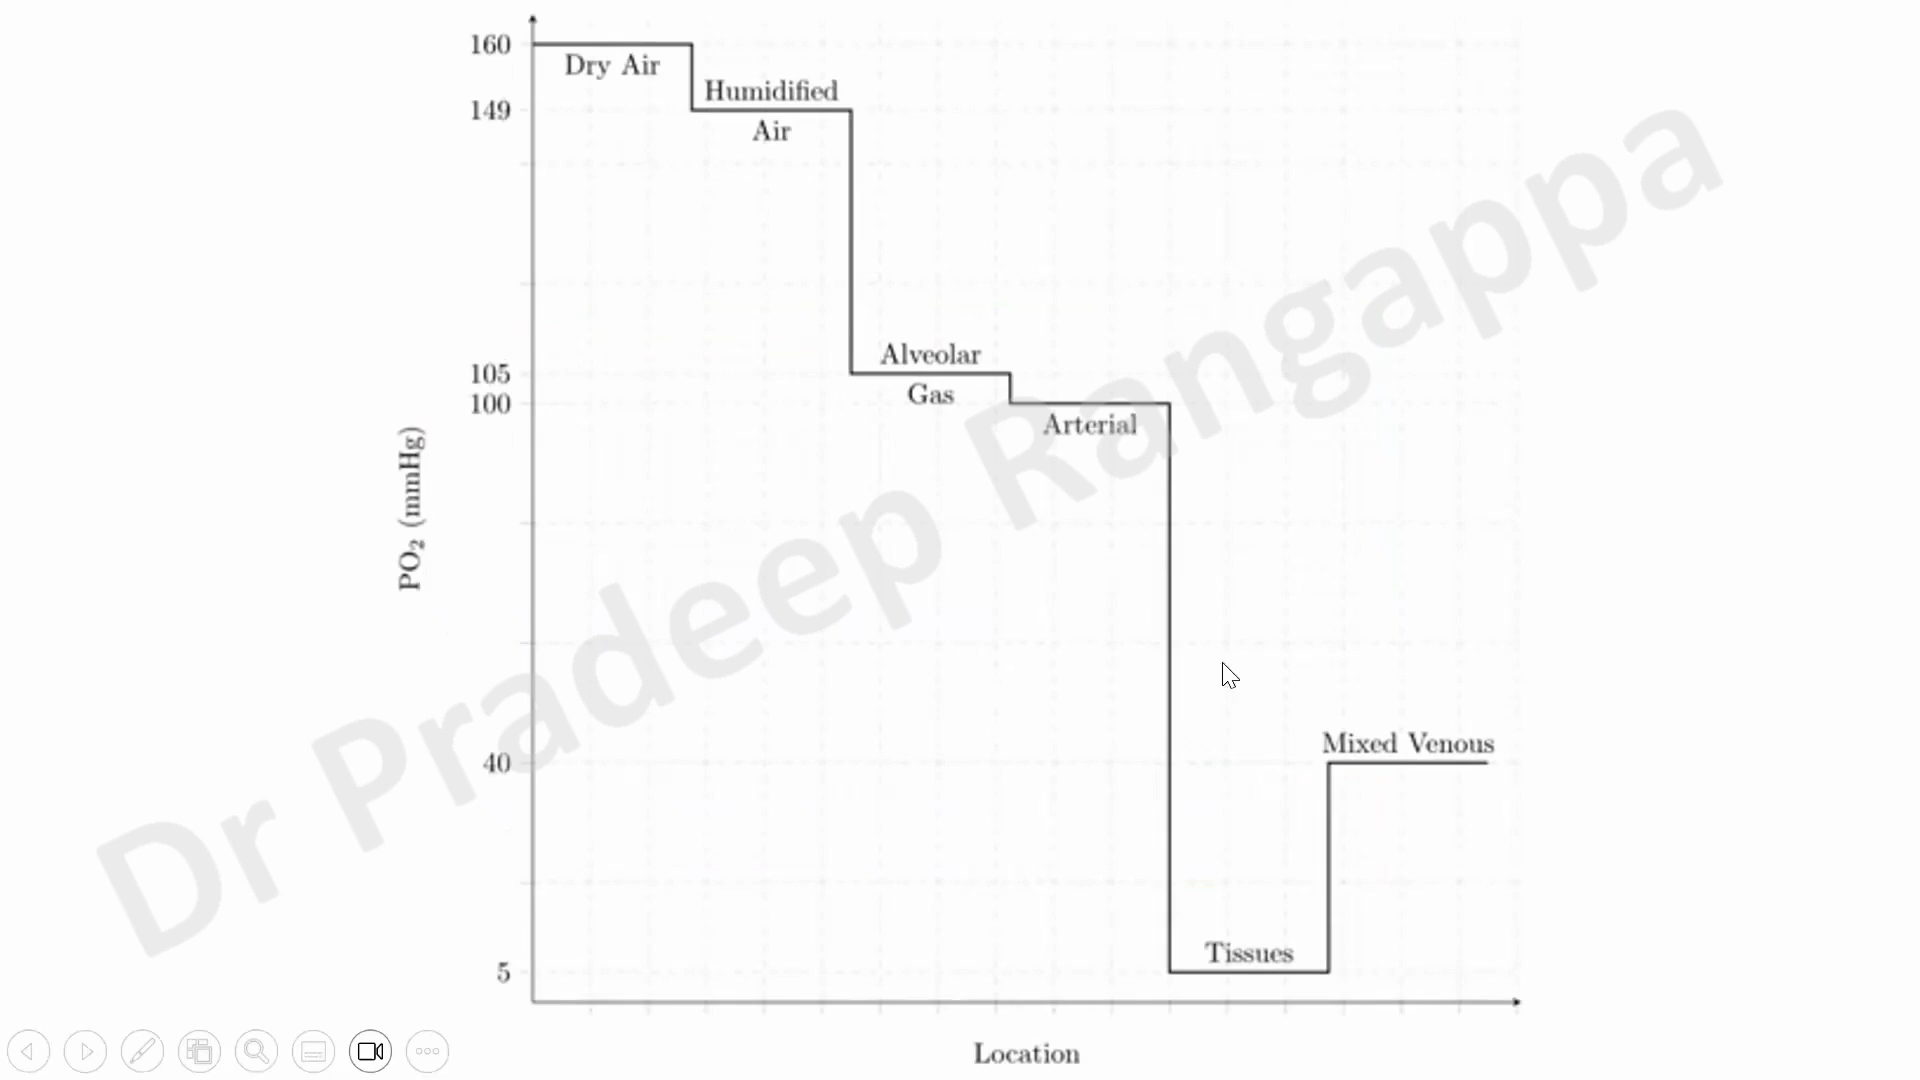 160
Dry Air
Humidified
149
Air
Alveolar
105
Gas
100
Arterial
PO₂ (mmHg)
Mixed Venous
40
Tissues
5
Location
Dr Pradeep Rangappa